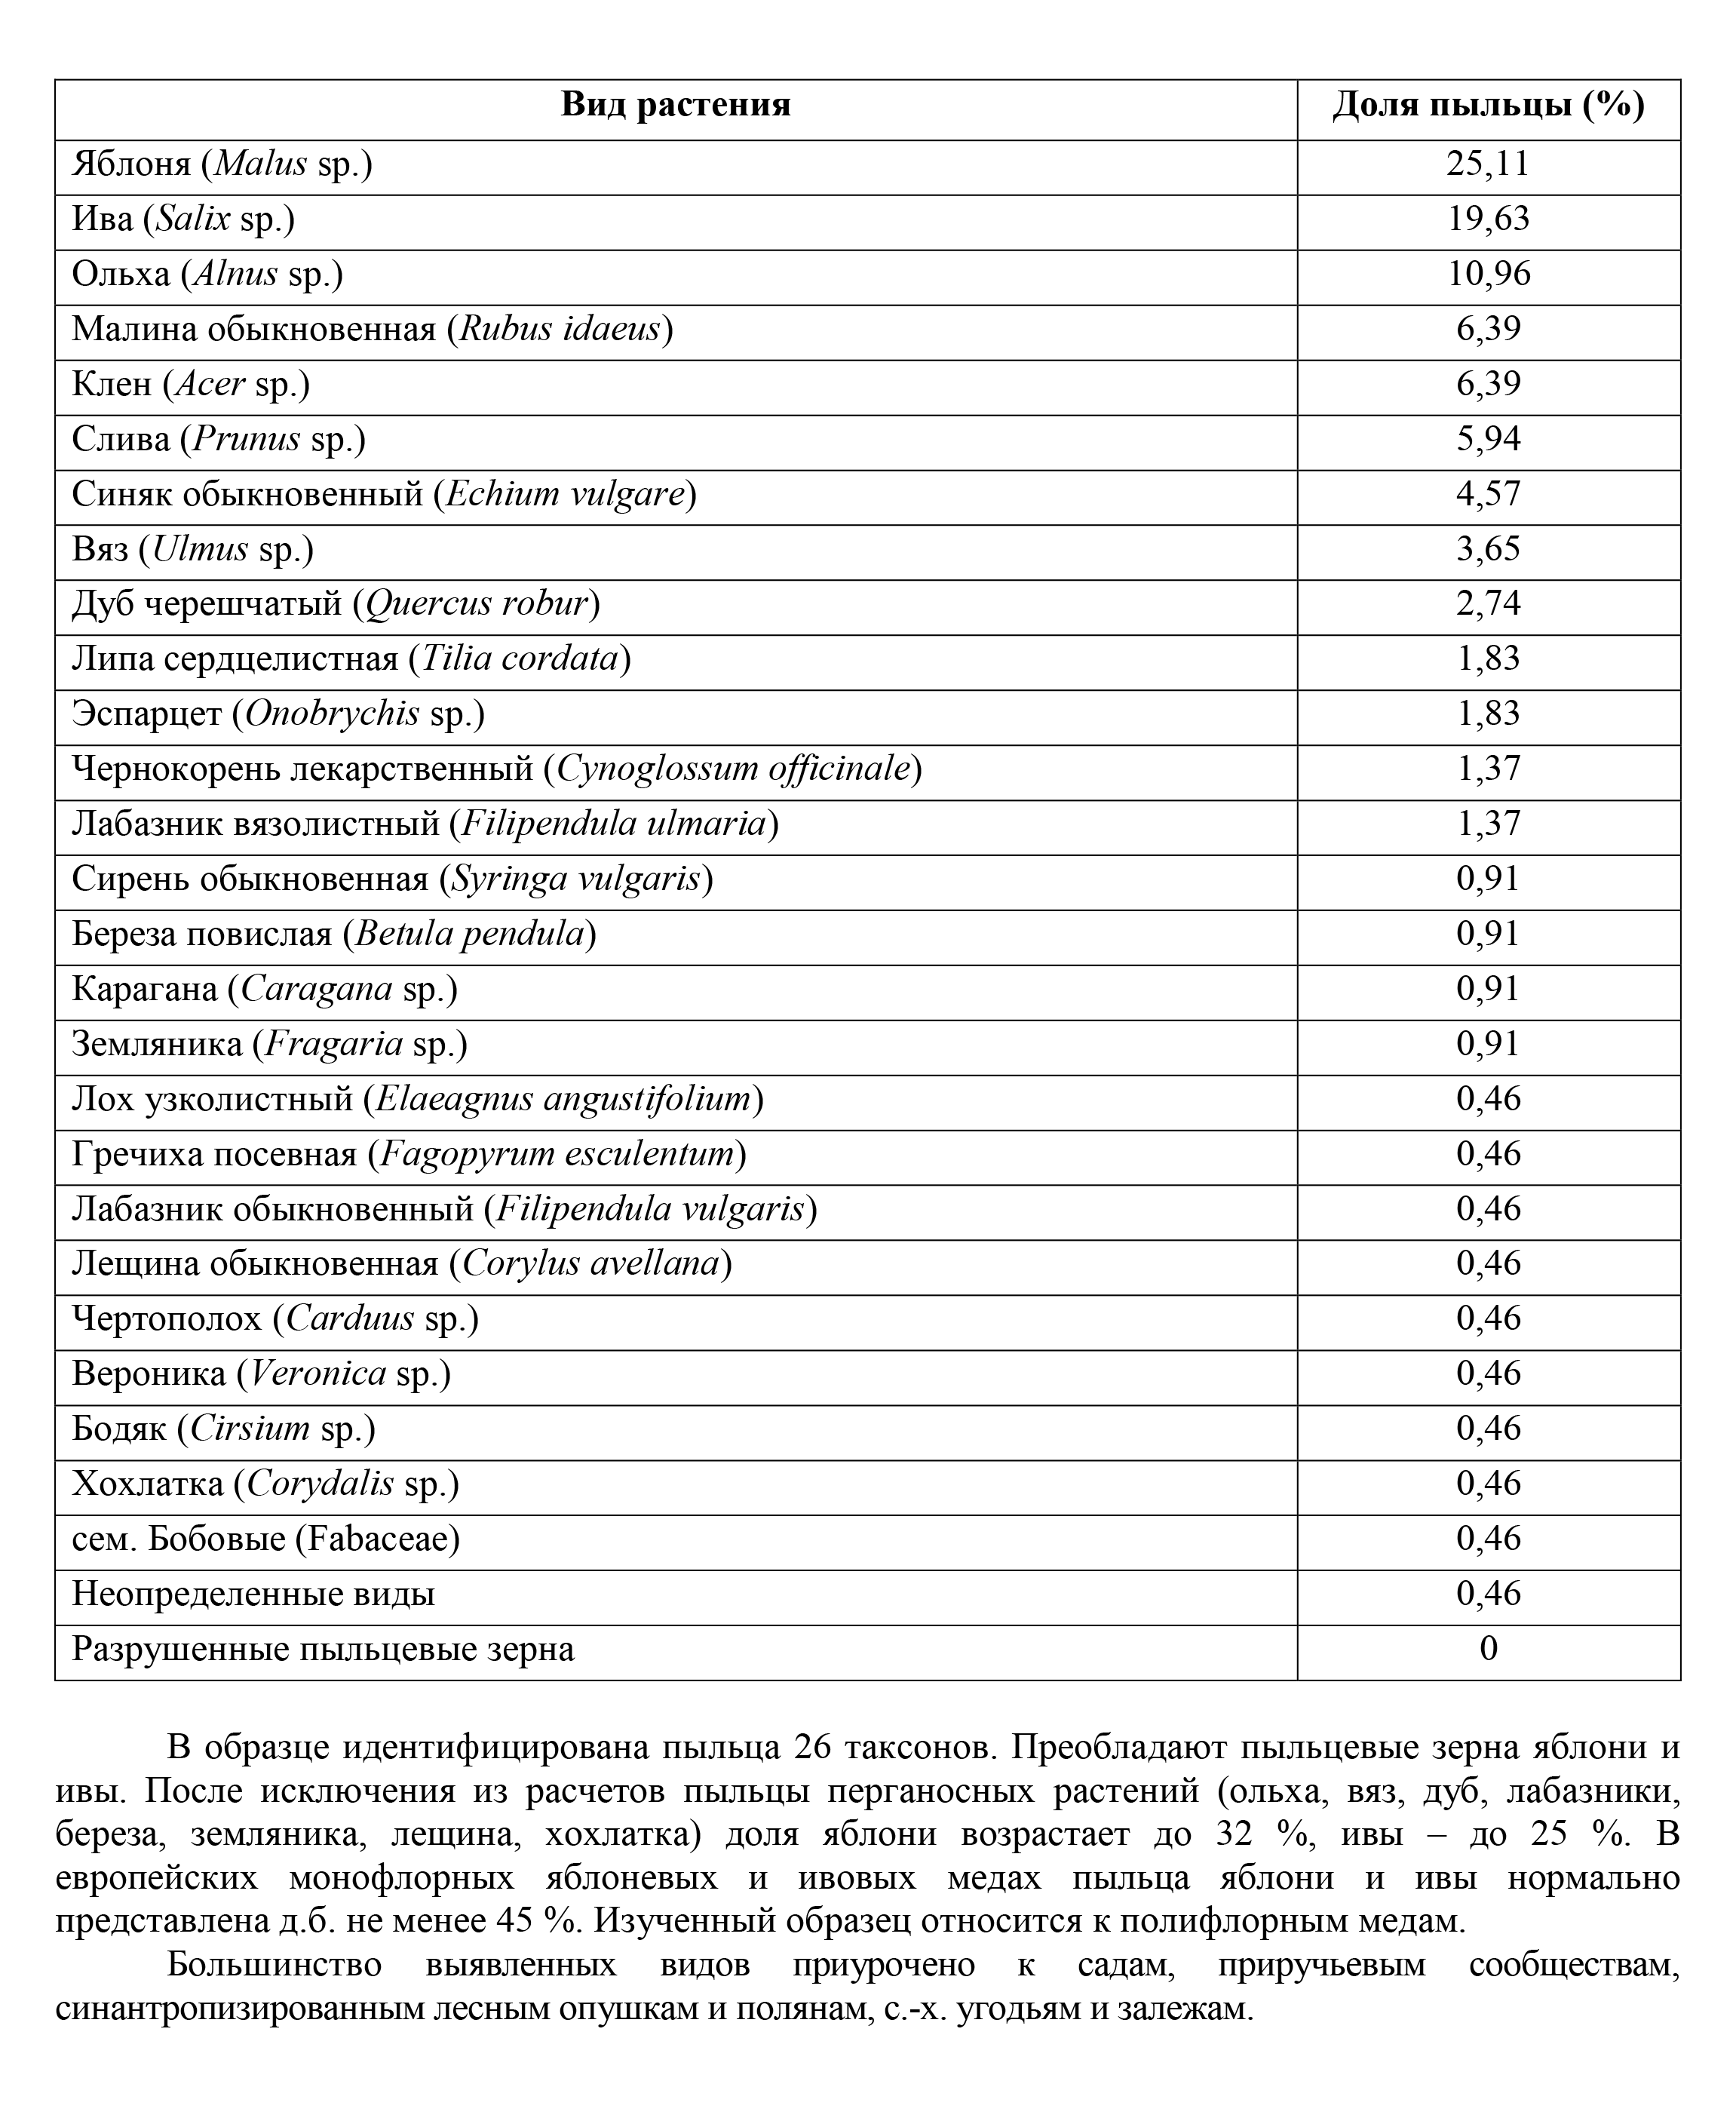 Вид растения Доля пыльцы (%)
Яблоня (Malus sp.) 25,11
Ива (Salix sp.) 19,63
Ольха (Alnus sp.) 10,96
Малина обыкновенная (Rubus idaeus) 6,39
Клен (Acer sp.) 6,39
Слива (Prunus sp.) 5,94
Синяк обыкновенный (Echium vulgare) 4,57
Вяз (Ulmus sp.) 3,65
Дуб черешчатый (Quercus robur) 2,74
Липа сердцелистная (Tilia cordata) 1,83
Эспарцет (Onobrychis sp.) 1,83
Чернокорень лекарственный (Cynoglossum officinale) 1,37
Лабазник вязолистный (Filipendula ulmaria) 1,37
Сирень обыкновенная (Syringa vulgaris) 0,91
Береза повислая (Betula pendula) 0,91
Карагана (Caragana sp.) 0,91
Земляника (Fragaria sp.) 0,91
Лох узколистный (Elaeagnus angustifolium) 0,46
Гречиха посевная (Fagopyrum esculentum) 0,46
Лабазник обыкновенный (Filipendula vulgaris) 0,46
Лещина обыкновенная (Corylus avellana) 0,46
Чертополох (Carduus sp.) 0,46
Вероника (Veronica sp.) 0,46
Бодяк (Cirsium sp.) 0,46
Хохлатка (Corydalis sp.) 0,46
сем. Бобовые (Fabaceae) 0,46
Неопределенные виды 0,46
Разрушенные пыльцевые зерна 0
В образце идентифицирована пыльца 26 таксонов. Преобладают пыльцевые зерна яблони и
ивы. После исключения из расчетов пыльцы перганосных растений (ольха, вяз, дуб, лабазники,
береза, земляника, лещина, хохлатка) доля яблони возрастает до 32 %, ивы – до 25 %. В
европейских монофлорных яблоневых и ивовых медах пыльца яблони и ивы нормально
представлена д.б. не менее 45 %. Изученный образец относится к полифлорным медам.
Большинство выявленных видов приурочено к садам, приручьевым сообществам,
синантропизированным лесным опушкам и полянам, с.-х. угодьям и залежам.